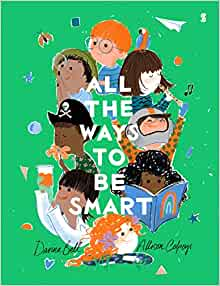 ALL
THE
WAYS
TO
BE
SMART
Davina Bell Allison Colpoys